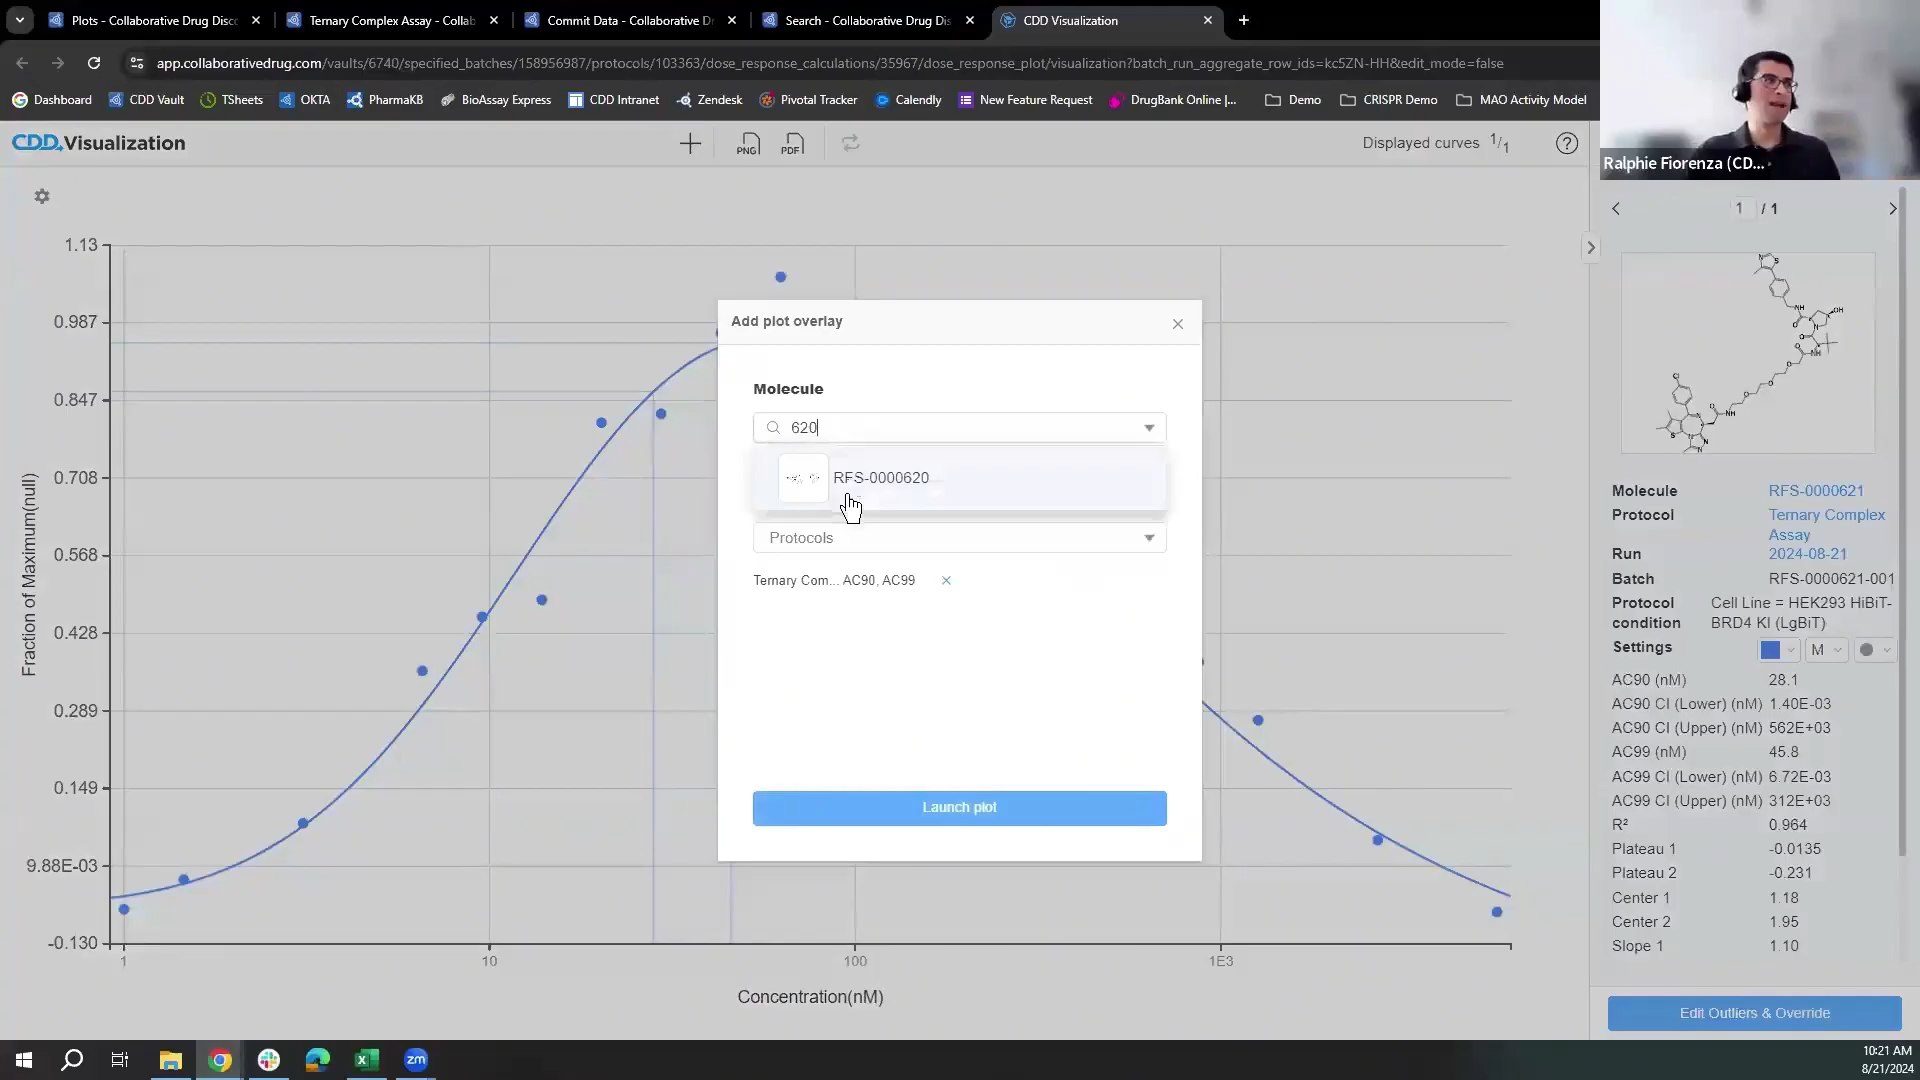 Plots - Collaborative Drug Disc
Ternary Complex Assay - Collab
Commit Data - Collaborative Dr
Search - Collaborative Drug Dis
CDD Visualization
app.collaborativedrug.com/vaults/6740/specified_batches/158956987/protocols/103363/dose_response_calculations/35967/dose_response_plot/visualization?batch_run_aggregate_row_ids=kc5ZN-HH&edit_mode=false
Dashboard
CDD Vault
TSheets
OKTA
PharmaKB
BioAssay Express
CDD Intranet
Zendesk
Pivotal Tracker
Calendly
New Feature Request
DrugBank Online |...
Demo
CRISPR Demo
MAO Activity Model
CDD. Visualization
PNG
PDF
Displayed curves 1/1
?
Ralphie Fiorenza (CD...
1 / 1
1.13
0.987
0.847
0.708
0.568
0.428
0.289
0.149
9.88E-03
-0.130
Fraction of Maximum(null)
1
10
100
1E3
Concentration(nM)
Add plot overlay
Molecule
620
RFS-0000620
Protocols
Ternary Com... AC90, AC99
Launch plot
Molecule RFS-0000621
Protocol Ternary Complex
Assay
Run 2024-08-21
Batch RFS-0000621-001
Protocol Cell Line = HEK293 HiBiT-
condition BRD4 KI (LgBiT)
Settings M
AC90 (nM) 28.1
AC90 CI (Lower) (nM) 1.40E-03
AC90 CI (Upper) (nM) 562E+03
AC99 (nM) 45.8
AC99 CI (Lower) (nM) 6.72E-03
AC99 CI (Upper) (nM) 312E+03
R² 0.964
Plateau 1 -0.0135
Plateau 2 -0.231
Center 1 1.18
Center 2 1.95
Slope 1 1.10
Edit Outliers & Override
zm
10:21 AM
8/21/2024